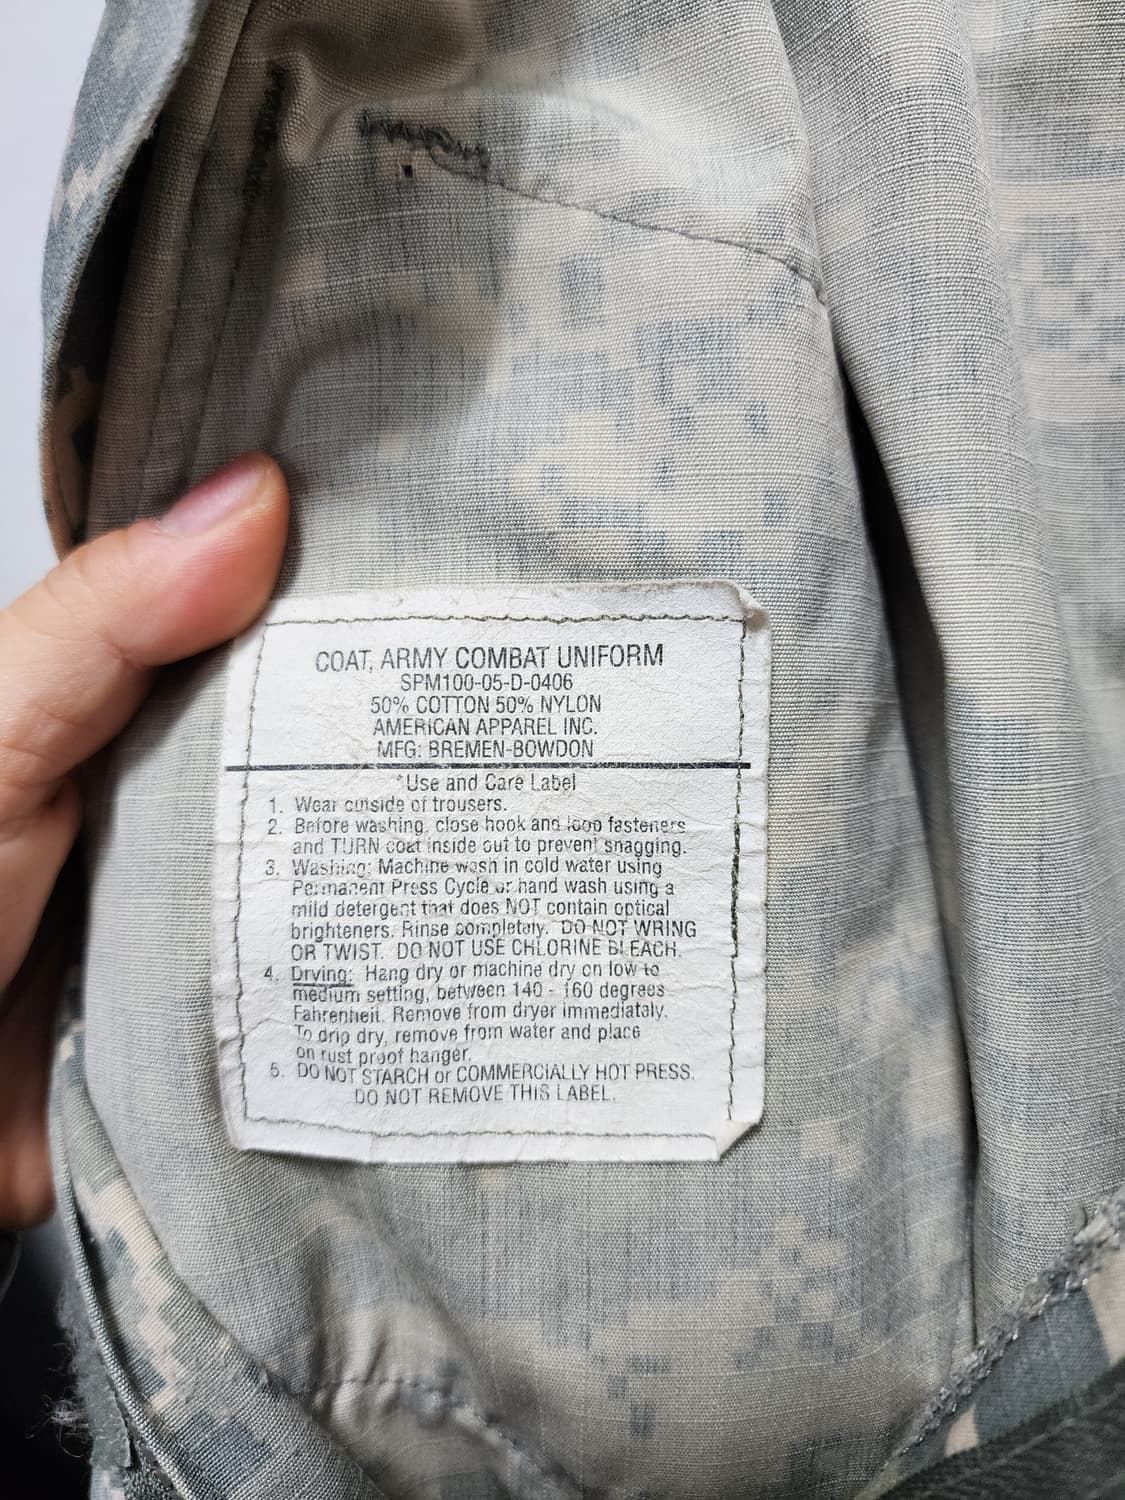 COAT, ARMY COMBAT UNIFORM
SPM100-05-D-0406
50% COTTON 50% NYLON
AMERICAN APPAREL INC.
MFG: BREMEN-BOWDON
*Use and Care Label
1. Wear outside of trousers.
2. Before washing, close hook and loop fasteners
and TURN coat inside out to prevent snagging.
3. Washing: Machine wash in cold water using
Permanent Press Cycle or hand wash using a
mild detergent that does NOT contain optical
brighteners. Rinse completely. DO NOT WRING
OR TWIST. DO NOT USE CHLORINE BLEACH.
4. Drying: Hang dry or machine dry on low to
medium setting, between 140 - 160 degrees
Fahrenheit. Remove from dryer immediately.
To drip dry, remove from water and place
on rust proof hanger.
5. DO NOT STARCH or COMMERCIALLY HOT PRESS.
DO NOT REMOVE THIS LABEL.